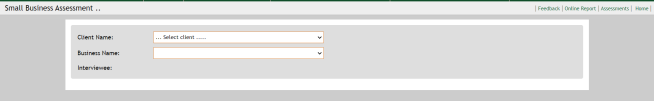 Small Business Assessment ..
| Feedback | Online Report | Assessments | Home |
Client Name:
... Select client .....
Business Name:
Interviewee: